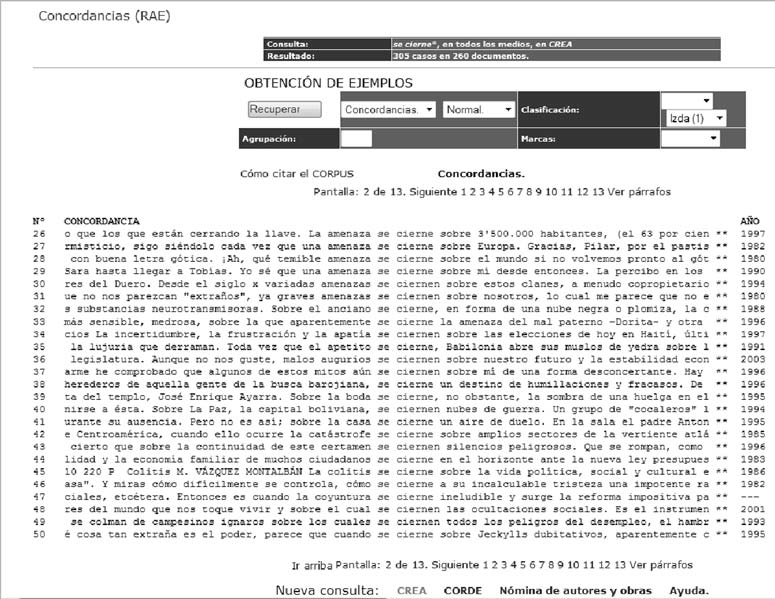 Concordancias (RAE)
Consulta: se cierne*, en todos los medios, en CREA
Resultado: 305 casos en 260 documentos.
OBTENCIÓN DE EJEMPLOS
Recuperar Concordancias. Normal. Clasificación: Izda (1)
Agrupación: Marcas:
Cómo citar el CORPUS Concordancias.
Pantalla: 2 de 13. Siguiente 1 2 3 4 5 6 7 8 9 10 11 12 13 Ver párrafos
Nº CONCORDANCIA AÑO
26 o que los que están cerrando la llave. La amenaza se cierne sobre 3'500.000 habitantes, (el 63 por cien ** 1997
27 rmisticio, sigo siéndolo cada vez que una amenaza se cierne sobre Europa. Gracias, Pilar, por el pastis ** 1982
28 con buena letra gótica. ¡Ah, qué temible amenaza se cierne sobre el mundo si no volvemos pronto al gót ** 1980
29 Sara hasta llegar a Tobias. Yo sé que una amenaza se cierne sobre mí desde entonces. La percibo en los ** 1990
30 res del Duero. Desde el siglo x variadas amenazas se ciernen sobre estos clanes, a menudo copropietario ** 1994
31 ue no nos parezcan "extraños", ya graves amenazas se ciernen sobre nosotros, lo cual me parece que no e ** 1980
32 s substancias neurotransmisoras. Sobre el anciano se cierne, en forma de una nube negra o plomiza, la c ** 1988
33 más sensible, medrosa, sobre la que aparentemente se cierne la amenaza del mal paterno -Dorita- y otra ** 1996
34 cios La incertidumbre, la frustración y la apatía se ciernen sobre las elecciones de hoy en Haití, últi ** 1997
35 la lujuria que derraman. Toda vez que el apetito se cierne, Babilonia abre sus muslos de yedra sobre l ** 1991
36 legislatura. Aunque no nos guste, malos augurios se ciernen sobre nuestro futuro y la estabilidad econ ** 2003
37 arme he comprobado que algunos de estos mitos aún se ciernen sobre mí de una forma desconcertante. Hay ** 1996
38 herederos de aquella gente de la busca barojiana, se cierne un destino de humillaciones y fracasos. De ** 1996
39 ta del templo, José Enrique Ayarra. Sobre la boda se cierne, no obstante, la sombra de una huelga en el ** 1995
40 nirse a ésta. Sobre La Paz, la capital boliviana, se ciernen nubes de guerra. Un grupo de "cocaleros" l ** 1994
41 urante su ausencia. Pero no es así; sobre la casa se cierne un aire de duelo. En la sala el padre Anton ** 1995
42 e Centroamérica, cuando ello ocurre la catástrofe se cierne sobre amplios sectores de la vertiente atlá ** 1985
43 cierto que sobre la continuidad de este certamen se ciernen silencios peligrosos. Que se rompan, como ** 1996
44 lidad y la economía familiar de muchos ciudadanos se cierne en el horizonte ante la nueva ley presupues ** 1983
45 10 220 P Colitis M. VÁZQUEZ MONTALBÁN La colitis se cierne sobre la vida política, social y cultural e ** 1986
46 asa". Y miras cómo difícilmente se controla, cómo se cierne a su incalculable tristeza una impotente ra ** 1982
47 ciales, etcétera. Entonces es cuando la coyuntura se cierne ineludible y surge la reforma impositiva pa ** ---
48 res del mundo que nos toque vivir y sobre el cual se ciernen las ocultaciones sociales. Es el instrumen ** 2001
49 se colman de campesinos ignaros sobre los cuales se ciernen todos los peligros del desempleo, el hambr ** 1993
50 é cosa tan extraña es el poder, parece que cuando se cierne sobre Jeckylls dubitativos, aparentemente c ** 1995
Ir arriba Pantalla: 2 de 13. Siguiente 1 2 3 4 5 6 7 8 9 10 11 12 13 Ver párrafos
Nueva consulta: CREA CORDE Nómina de autores y obras Ayuda.